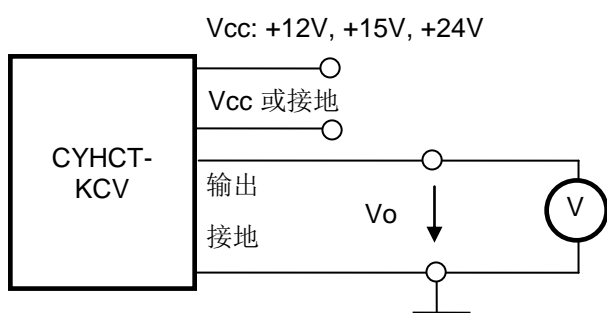 Vcc: +12V, +15V, +24V
Vcc 或接地
CYHCT-
KCV
输出
Vo
V
接地